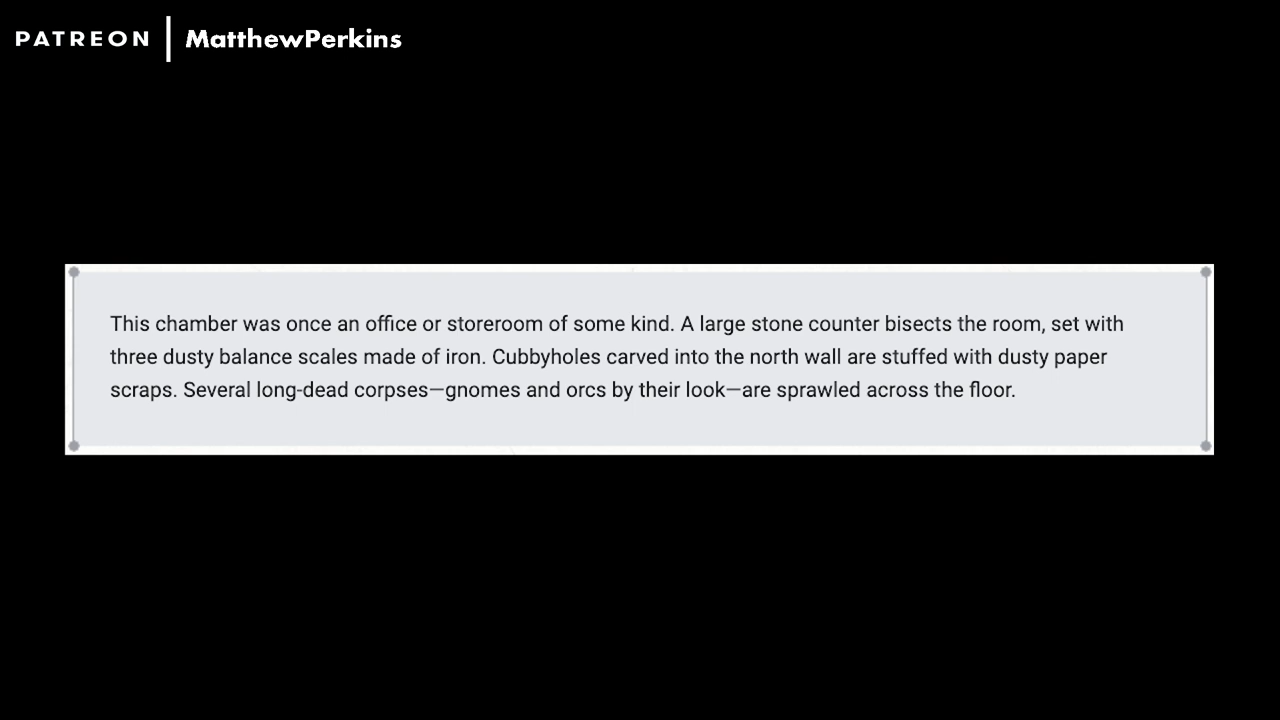 PATREON | MatthewPerkins
This chamber was once an office or storeroom of some kind. A large stone counter bisects the room, set with
three dusty balance scales made of iron. Cubbyholes carved into the north wall are stuffed with dusty paper
scraps. Several long-dead corpses—gnomes and orcs by their look—are sprawled across the floor.